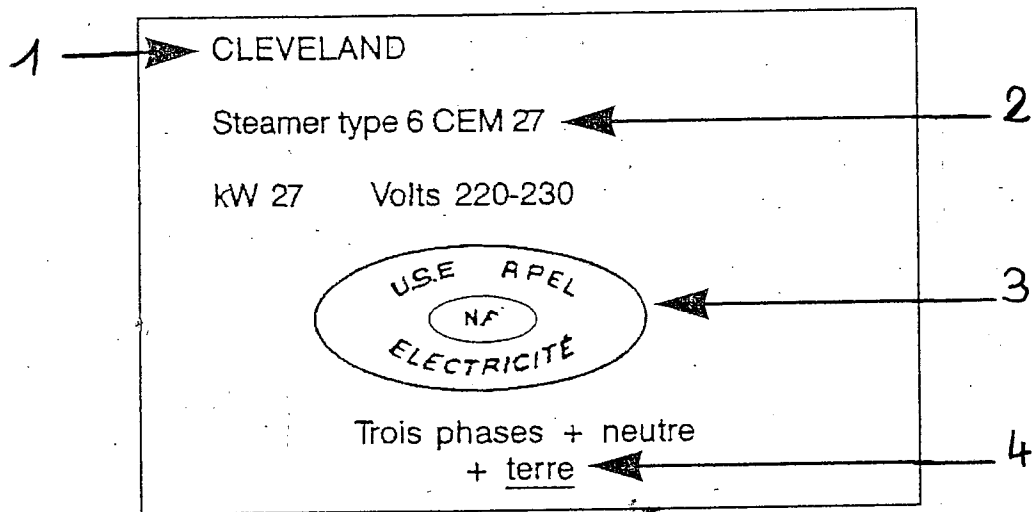 1 CLEVELAND
Steamer type 6 CEM 27 2
kW 27 Volts 220-230
U.S.E APEL
N.F
ELECTRICITÉ
3
Trois phases + neutre
+ terre 4